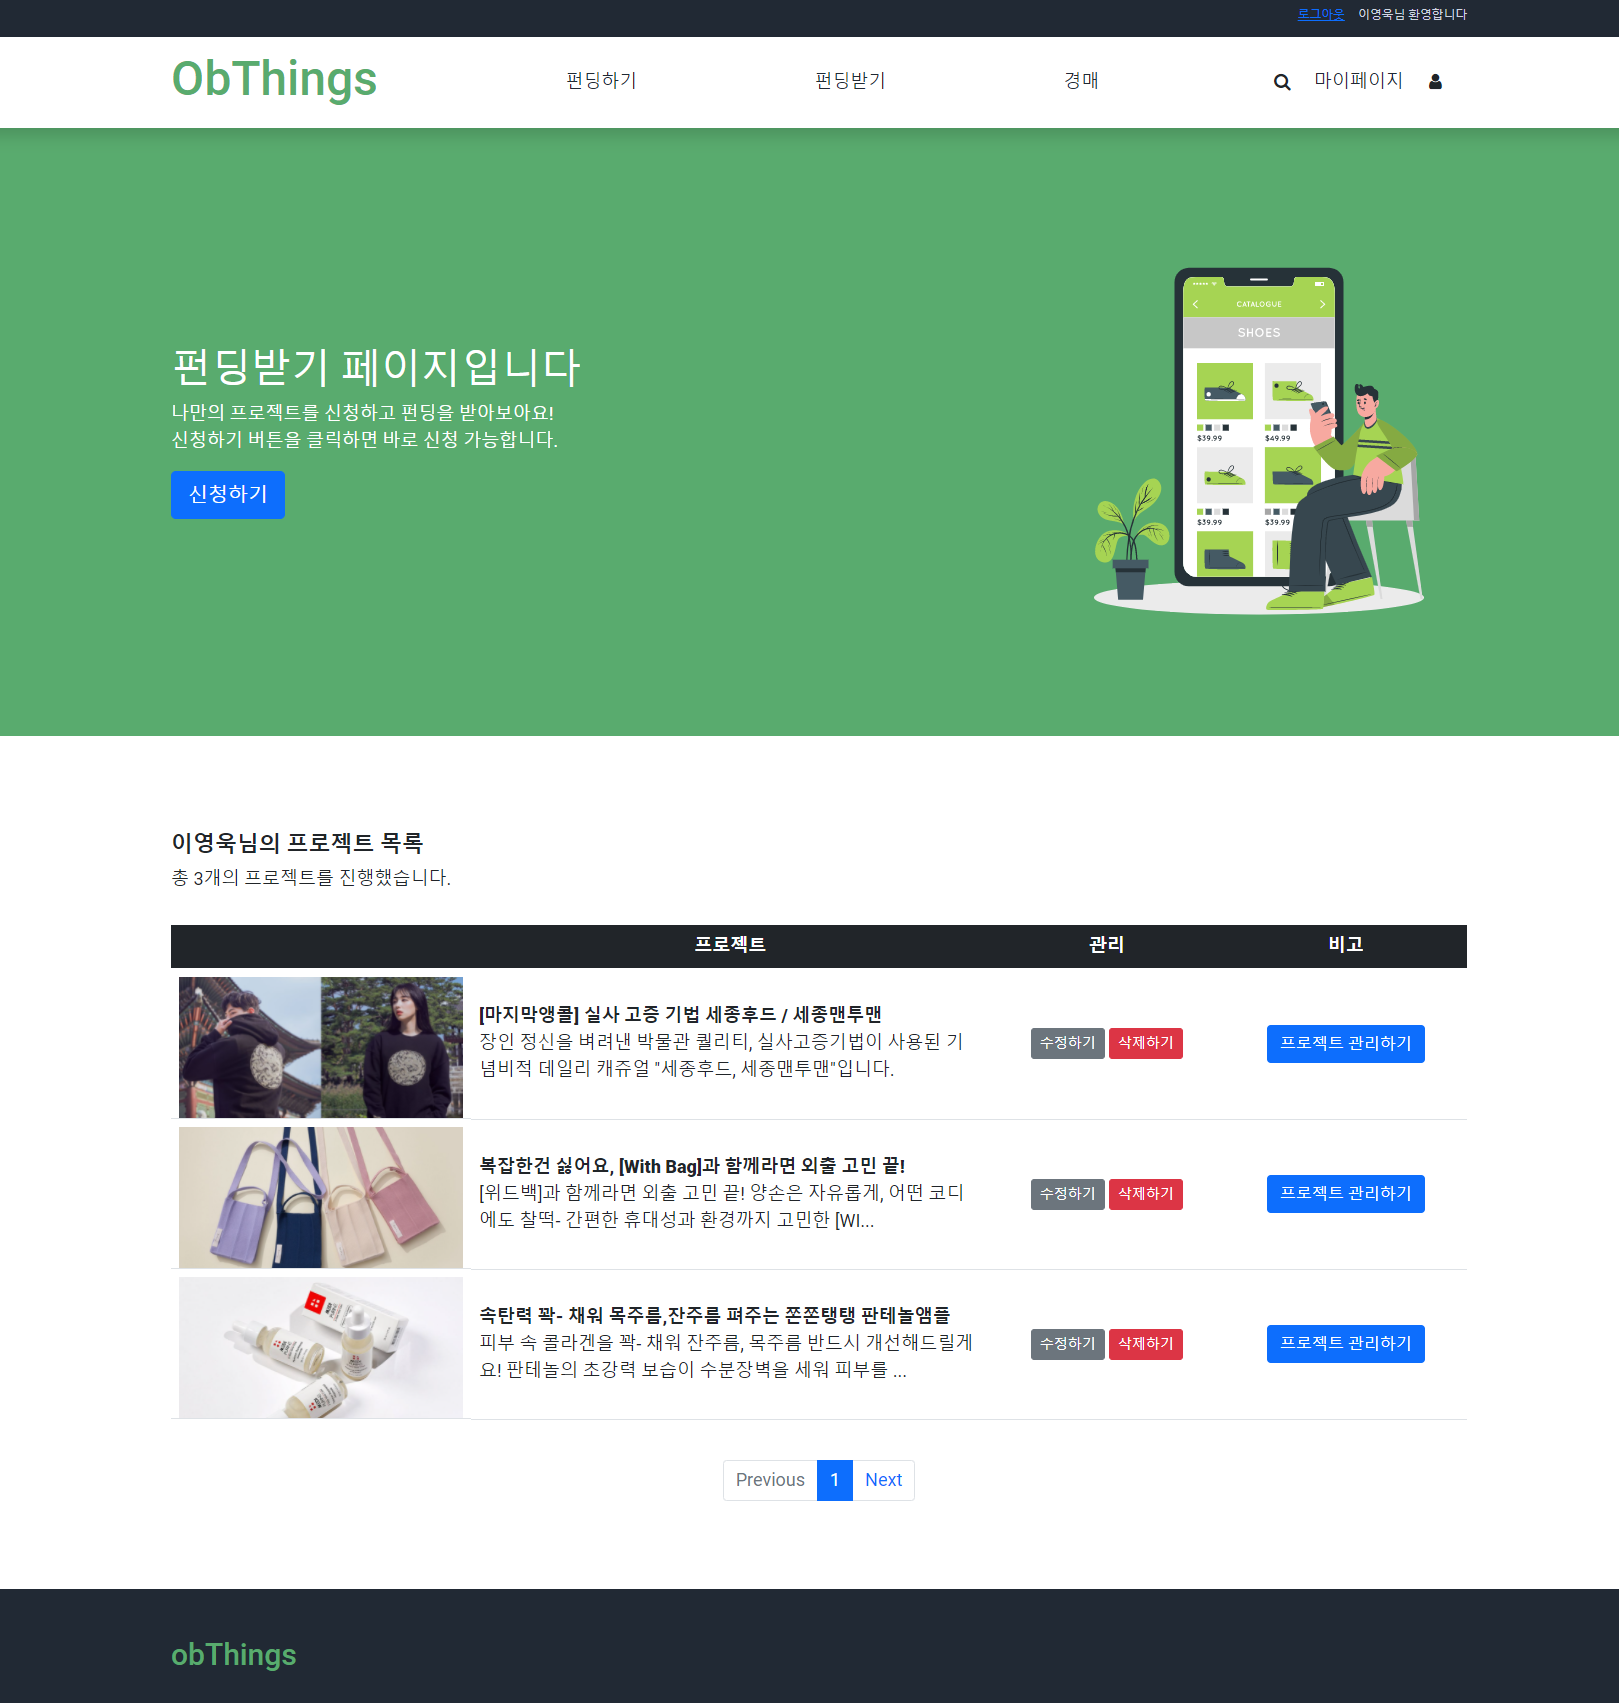 로그아웃 이영욱님 환영합니다
ObThings 펀딩하기 펀딩받기 경매 마이페이지
CATALOGUE
SHOES
펀딩받기 페이지입니다
나만의 프로젝트를 신청하고 펀딩을 받아보아요!
신청하기 버튼을 클릭하면 바로 신청 가능합니다.
신청하기
$39.99 $49.99
$39.99 $39.99
이영욱님의 프로젝트 목록
총 3개의 프로젝트를 진행했습니다.
프로젝트 관리 비고
[마지막앵콜] 실사 고증 기법 세종후드 / 세종맨투맨
장인 정신을 벼려낸 박물관 퀄리티, 실사고증기법이 사용된 기
념비적 데일리 캐쥬얼 "세종후드, 세종맨투맨"입니다.
수정하기 삭제하기 프로젝트 관리하기
복잡한건 싫어요, [With Bag]과 함께라면 외출 고민 끝!
[위드백]과 함께라면 외출 고민 끝! 양손은 자유롭게, 어떤 코디
에도 찰떡- 간편한 휴대성과 환경까지 고민한 [WI...
수정하기 삭제하기 프로젝트 관리하기
속탄력 꽉- 채워 목주름,잔주름 펴주는 쫀쫀탱탱 판테놀앰플
피부 속 콜라겐을 꽉- 채워 잔주름, 목주름 반드시 개선해드릴게
요! 판테놀의 초강력 보습이 수분장벽을 세워 피부를 ...
수정하기 삭제하기 프로젝트 관리하기
Previous 1 Next
obThings